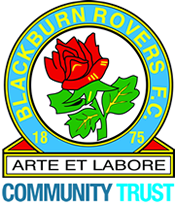 BLACKBURN ROVERS F.C.
18 75
ARTE ET LABORE
COMMUNITY TRUST